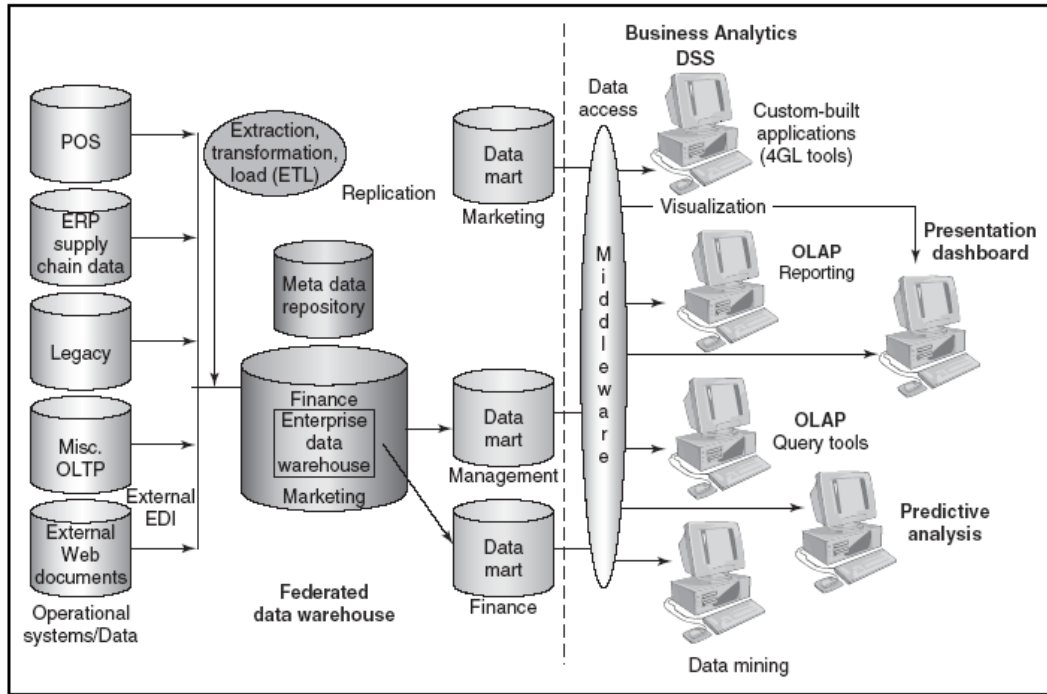 POS
ERP
supply
chain data
Legacy
Misc.
OLTP
External
EDI
External
Web
documents
Operational
systems/Data
Extraction,
transformation,
load (ETL)
Replication
Meta data
repository
Finance
Enterprise
data
warehouse
Marketing
Federated
data warehouse
Data
mart
Marketing
Data
mart
Management
Data
mart
Finance
Data
access
Middleware
Business Analytics
DSS
Custom-built
applications
(4GL tools)
Visualization
Presentation
dashboard
OLAP
Reporting
OLAP
Query tools
Predictive
analysis
Data mining